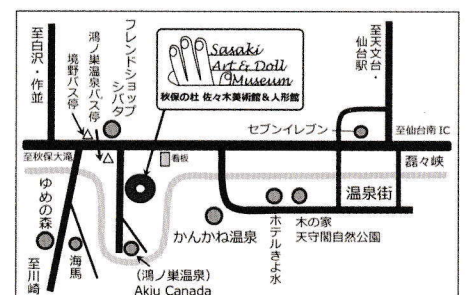 至白沢・作並
境野バス停
鴻ノ巣温泉バス停
フレンドショップ
シバタ
Sasaki
Art & Doll
Museum
秋保の杜 佐々木美術館&人形館
至天文台・
仙台駅
セブンイレブン
至仙台南IC
至秋保大滝
看板
磊々峡
ゆめの森
温泉街
かんかね温泉
ホテルきよ水
木の家
天守閣自然公園
至川崎
海馬
(鴻ノ巣温泉)
Akiu Canada